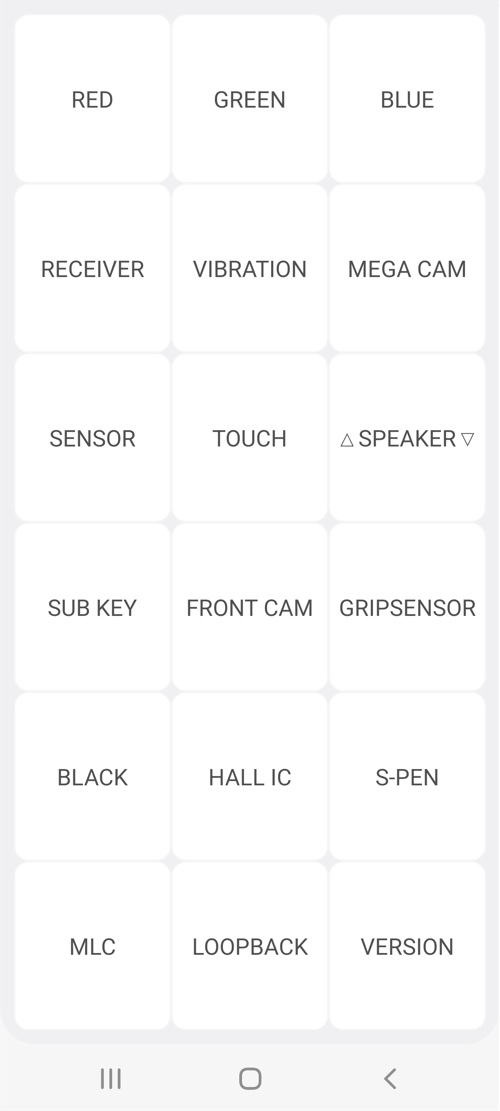 RED
GREEN
BLUE
RECEIVER
VIBRATION
MEGA CAM
SENSOR
TOUCH
△ SPEAKER ▽
SUB KEY
FRONT CAM
GRIPSENSOR
BLACK
HALL IC
S-PEN
MLC
LOOPBACK
VERSION